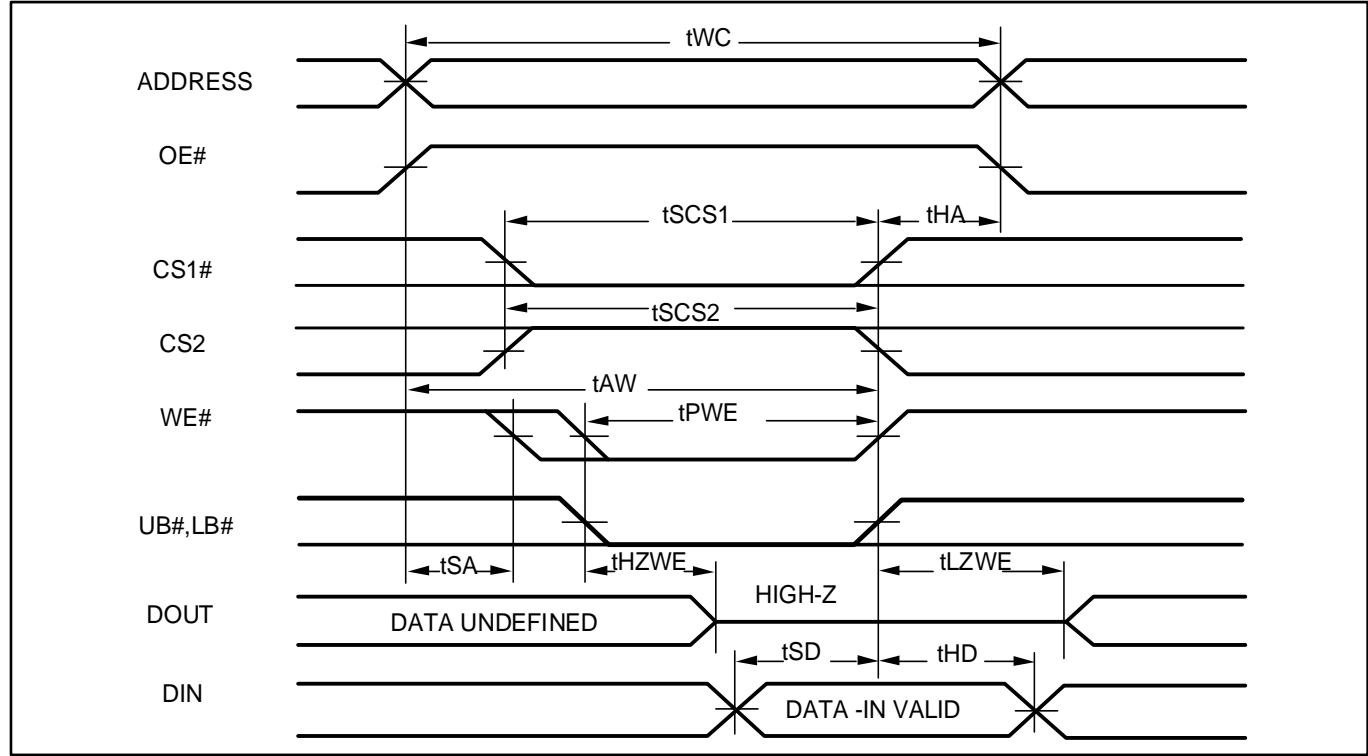 tWC
ADDRESS
OE#
tSCS1
tHA
CS1#
tSCS2
CS2
tAW
WE#
tPWE
UB#,LB#
tSA
tHZWE
tLZWE
DOUT
DATA UNDEFINED
HIGH-Z
tSD
tHD
DIN
DATA -IN VALID